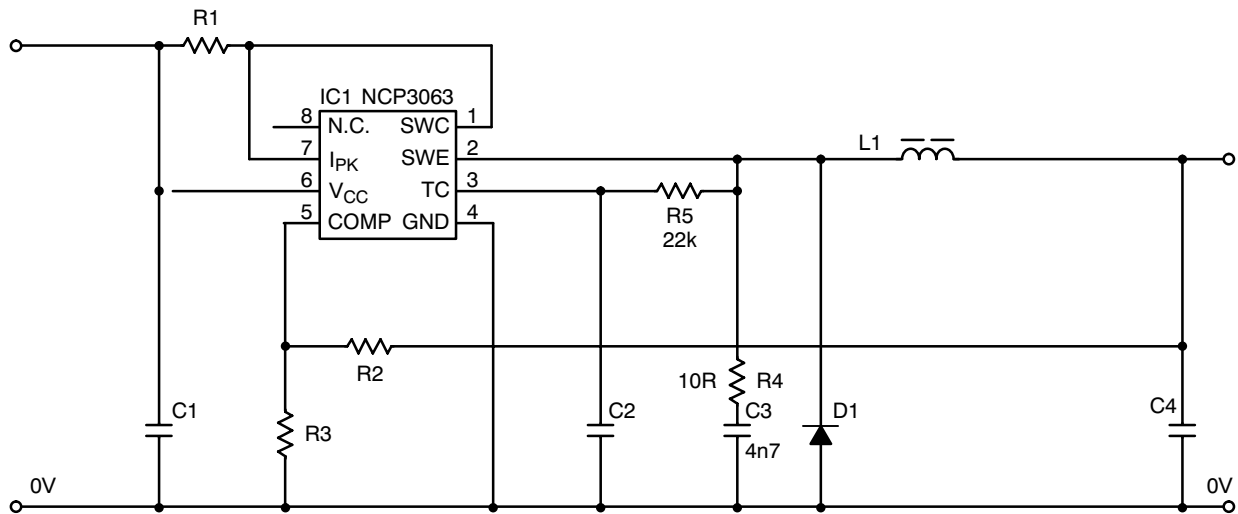 R1
IC1 NCP3063
8 N.C. SWC 1
7 IPK SWE 2
L1
6 VCC TC 3
5 COMP GND 4
R5
22k
R2
10R R4
C1
R3
C2
C3
4n7
D1
C4
0V
0V